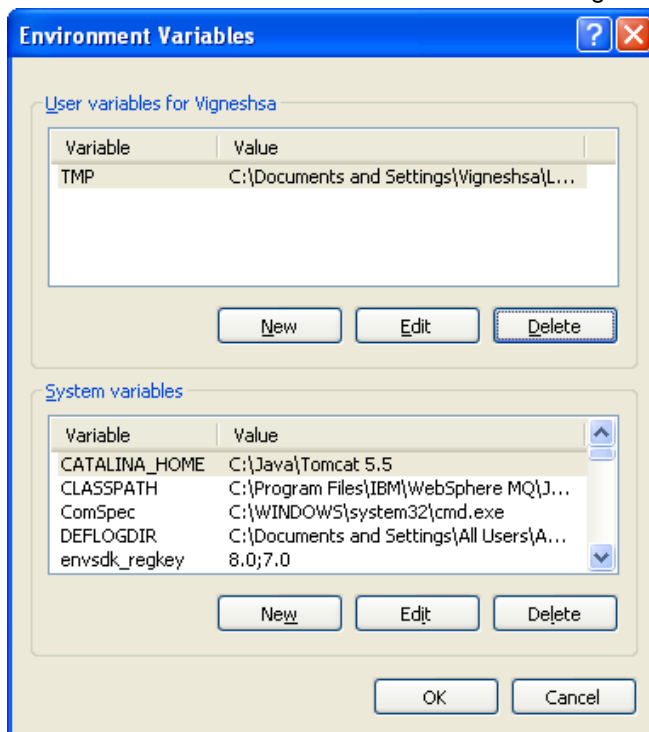 Environment Variables
User variables for Vigneshsa
Variable Value
TMP C:\Documents and Settings\Vigneshsa\L...
New Edit Delete
System variables
Variable Value
CATALINA_HOME C:\Java\Tomcat 5.5
CLASSPATH C:\Program Files\IBM\WebSphere MQ\J...
ComSpec C:\WINDOWS\system32\cmd.exe
DEFLOGDIR C:\Documents and Settings\All Users\A...
envsdk_regkey 8.0;7.0
New Edit Delete
OK Cancel